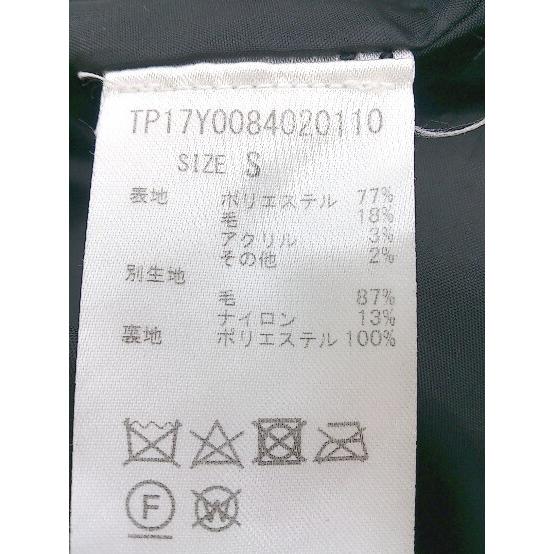 TP17Y0084020110
SIZE S
表地 ポリエステル 77%
毛 18%
アクリル 3%
その他 2%
別生地
毛 87%
ナイロン 13%
裏地 ポリエステル 100%
F
W